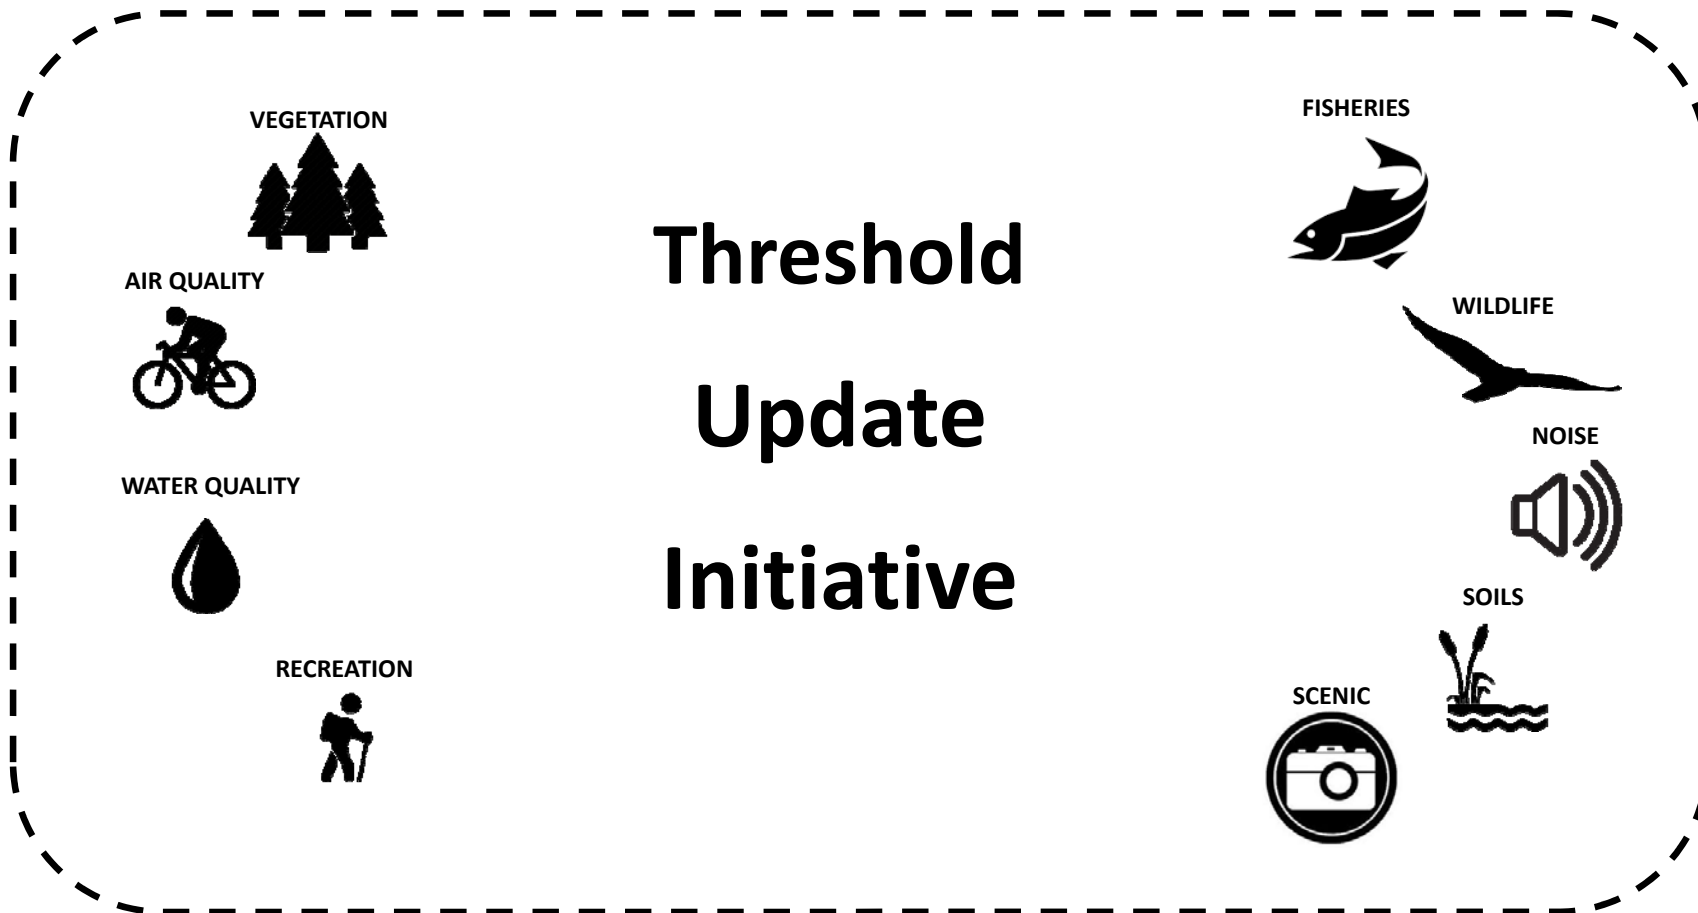 VEGETATION
AIR QUALITY
WATER QUALITY
RECREATION
Threshold
Update
Initiative
FISHERIES
WILDLIFE
NOISE
SOILS
SCENIC